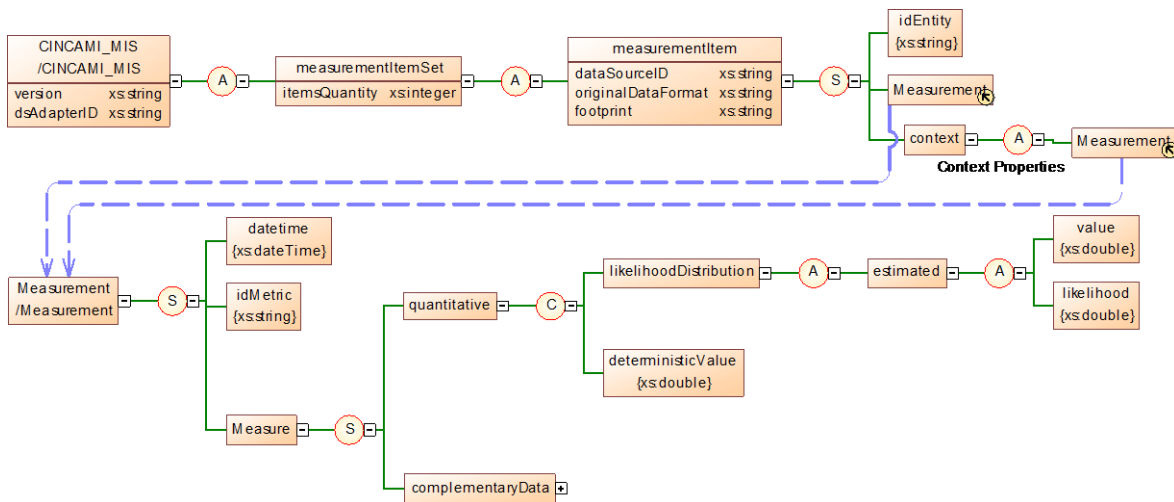 CINCAMI_MIS
/CINCAMI_MIS
version xs:string
dsAdapterID xs:string
A
measurementItemSet
itemsQuantity xs:integer
A
measurementItem
dataSourceID xs:string
originalDataFormat xs:string
footprint xs:string
S
idEntity
{xs:string}
Measurement
context
A
Context Properties
Measurement
Measurement
/Measurement
S
datetime
{xs:dateTime}
idMetric
{xs:string}
Measure
S
quantitative
C
likelihoodDistribution
A
estimated
A
value
{xs:double}
likelihood
{xs:double}
deterministicValue
{xs:double}
complementaryData